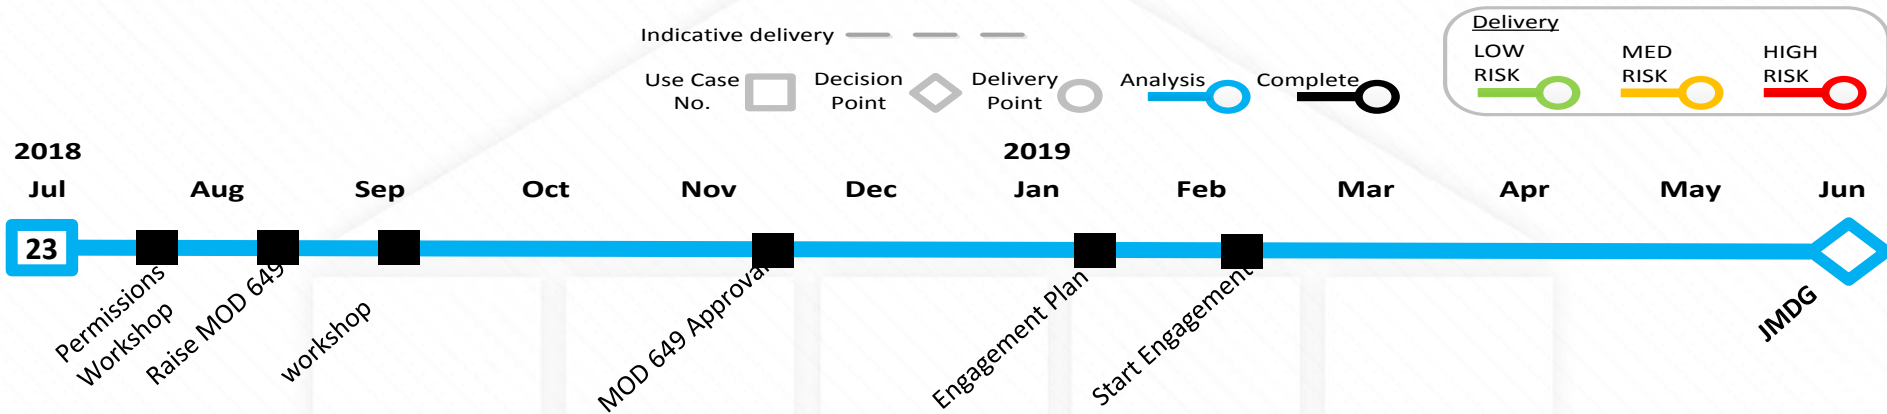 Indicative delivery
Use Case
No.
Decision
Point
Delivery
Point
Analysis
Complete
Delivery
LOW
RISK
MED
RISK
HIGH
RISK
2018
2019
Jul Aug Sep Oct Nov Dec Jan Feb Mar Apr May Jun
23
Permissions
Workshop
Raise MOD 649
workshop
MOD 649 Approval
Engagement Plan
Start Engagement
JMDG